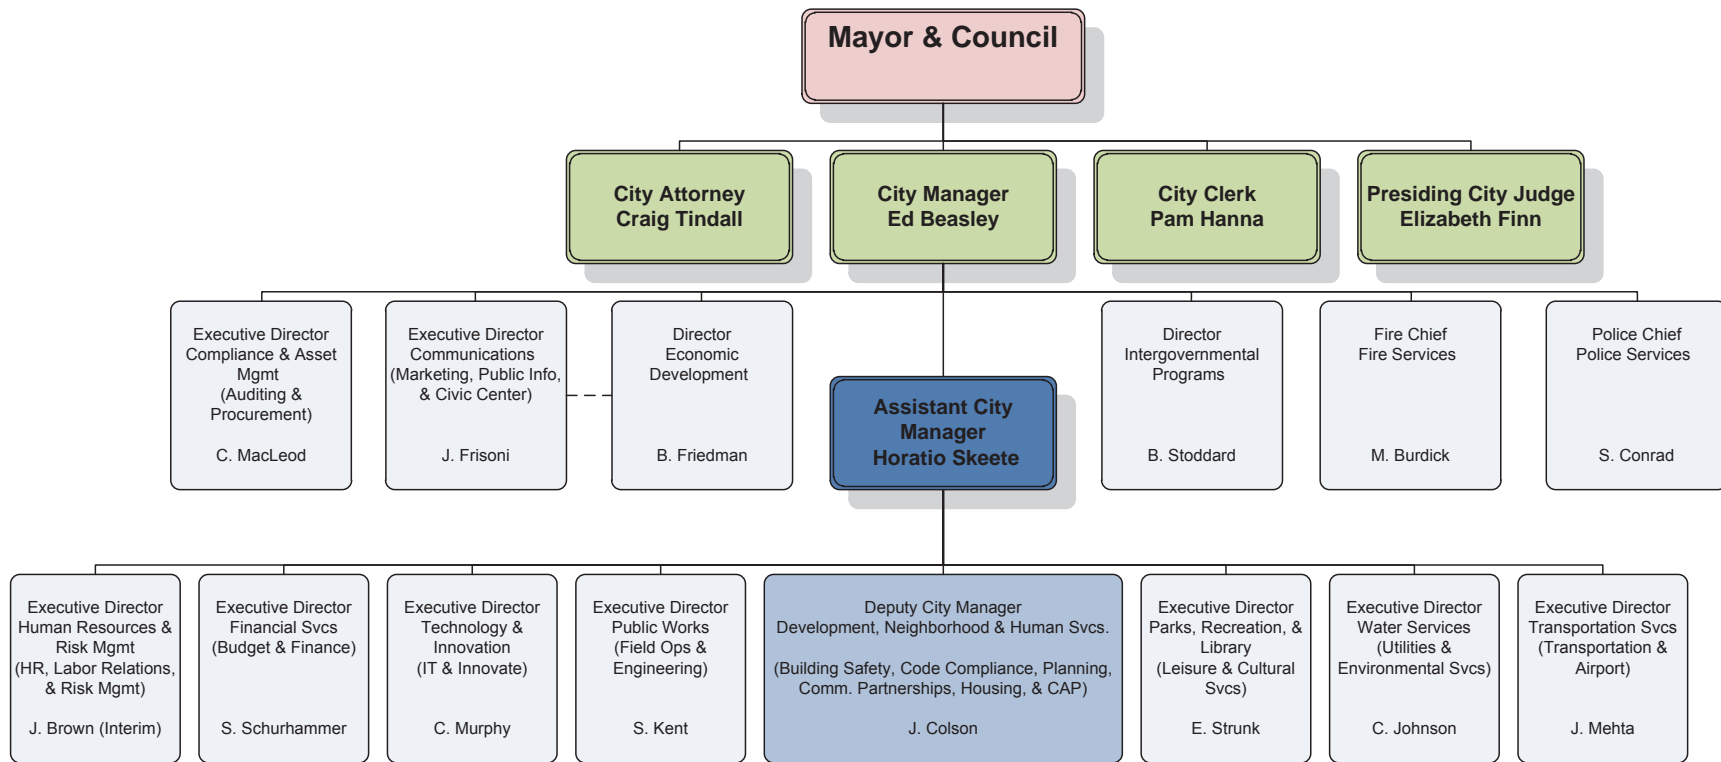 Mayor & Council
City Attorney
Craig Tindall
City Manager
Ed Beasley
City Clerk
Pam Hanna
Presiding City Judge
Elizabeth Finn
Executive Director
Compliance & Asset
Mgmt
(Auditing &
Procurement)
C. MacLeod
Executive Director
Communications
(Marketing, Public Info,
& Civic Center)
J. Frisoni
Director
Economic
Development
B. Friedman
Assistant City
Manager
Horatio Skeete
Director
Intergovernmental
Programs
B. Stoddard
Fire Chief
Fire Services
M. Burdick
Police Chief
Police Services
S. Conrad
Executive Director
Human Resources &
Risk Mgmt
(HR, Labor Relations,
& Risk Mgmt)
J. Brown (Interim)
Executive Director
Financial Svcs
(Budget & Finance)
S. Schurhammer
Executive Director
Technology &
Innovation
(IT & Innovate)
C. Murphy
Executive Director
Public Works
(Field Ops &
Engineering)
S. Kent
Deputy City Manager
Development, Neighborhood & Human Svcs.
(Building Safety, Code Compliance, Planning,
Comm. Partnerships, Housing, & CAP)
J. Colson
Executive Director
Parks, Recreation, &
Library
(Leisure & Cultural
Svcs)
E. Strunk
Executive Director
Water Services
(Utilities &
Environmental Svcs)
C. Johnson
Executive Director
Transportation Svcs
(Transportation &
Airport)
J. Mehta